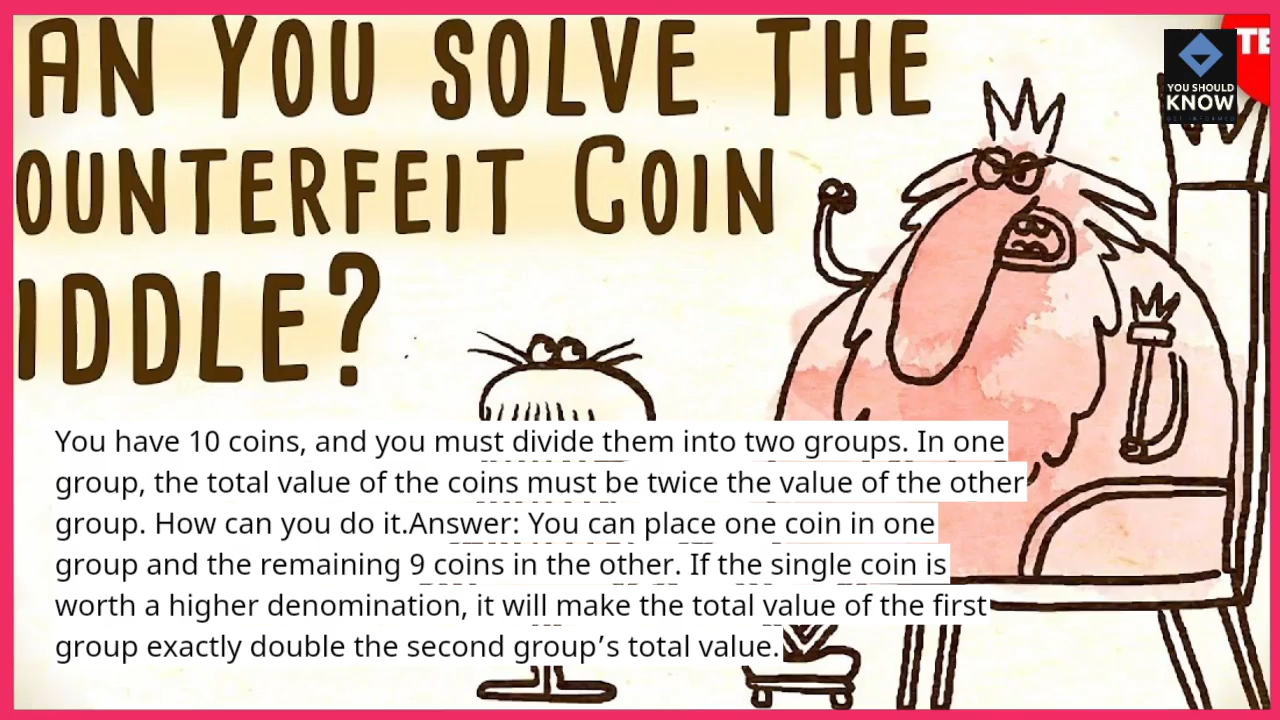 AN YOU SOLVE THE
OUNTERFEIT COIN
IDDLE?
TE
YOU SHOULD
KNOW
GET INFORMED
You have 10 coins, and you must divide them into two groups. In one
group, the total value of the coins must be twice the value of the other
group. How can you do it.Answer: You can place one coin in one
group and the remaining 9 coins in the other. If the single coin is
worth a higher denomination, it will make the total value of the first
group exactly double the second group’s total value.